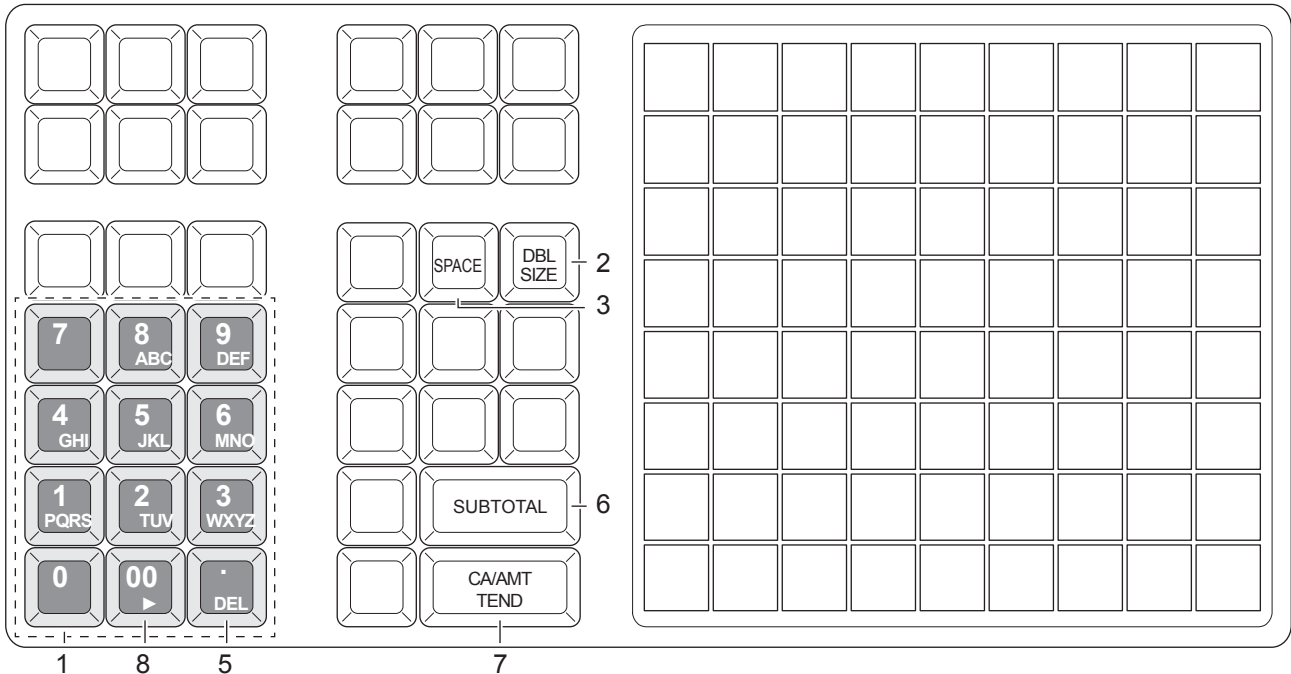 SPACE
DBL
SIZE
2
3
7
8
ABC
9
DEF
4
GHI
5
JKL
6
MNO
1
PQRS
2
TUV
3
WXYZ
SUBTOTAL
6
0
00
►
.
DEL
CA/AMT
TEND
1
8
5
7